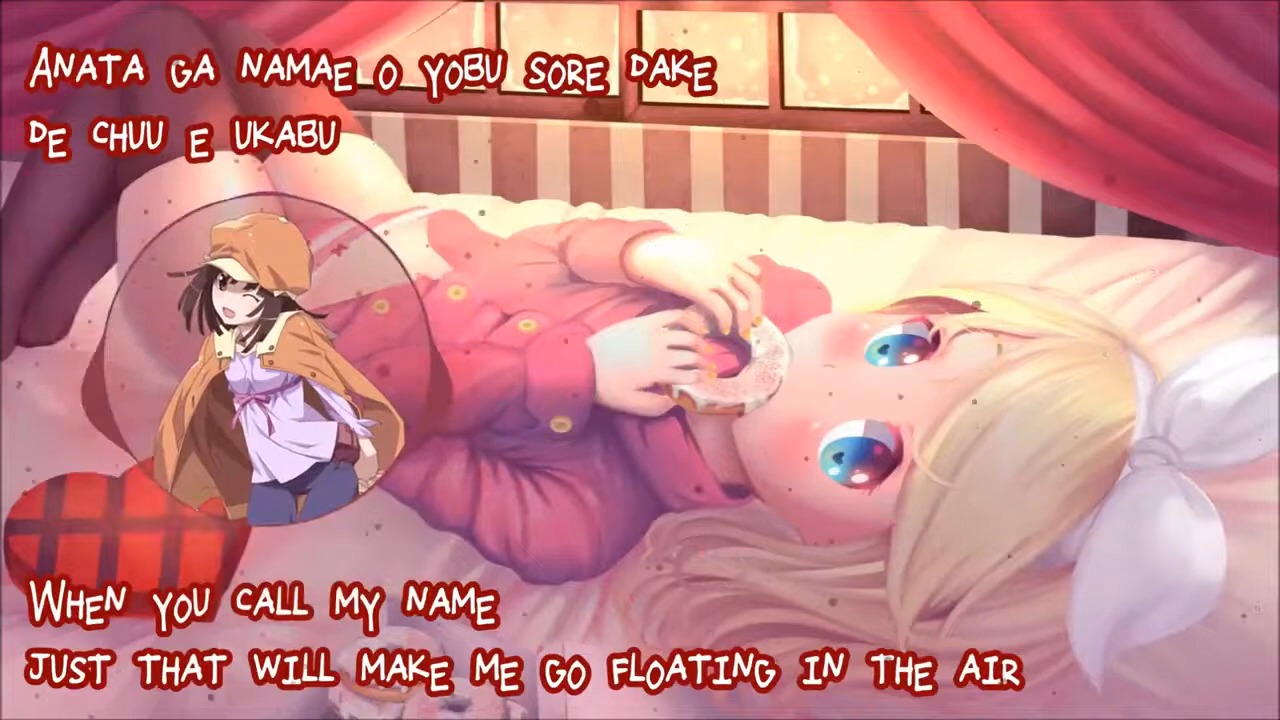 Anata ga namae o yobu sore dake
de chuu e ukabu
When you call my name
just that will make me go floating in the air